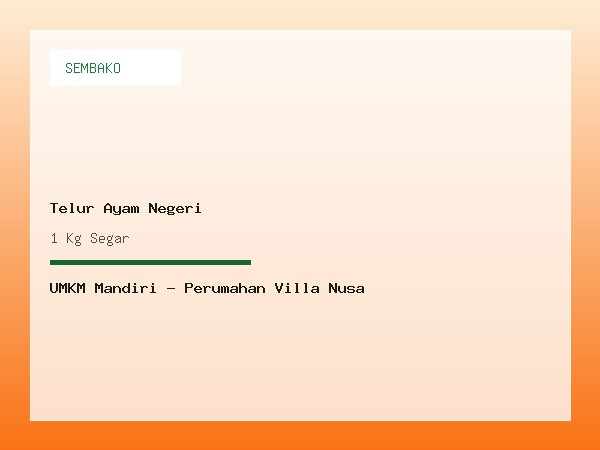 SEMBAKO
Telur Ayam Negeri
1 Kg Segar
UMKM Mandiri - Perumahan Villa Nusa